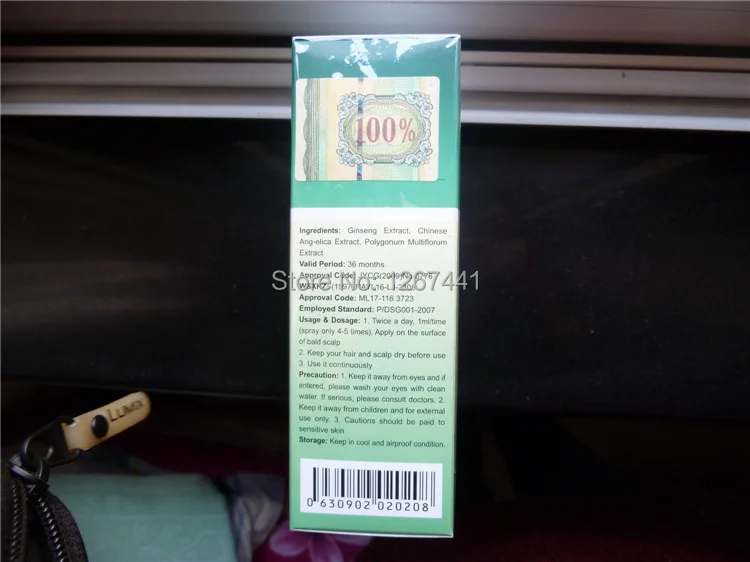 100%
Ingredients: Ginseng Extract, Chinese
Ang-elica Extract, Polygonum Multiflorum
Extract
Valid Period: 36 months
Approval Code:
Store No.
Approval Code: ML17-116 3723
Employed Standard: P/DSG001-2007
Usage & Dosage: 1. Twice a day, 1ml/time
(spray only 4-5 times). Apply on the surface
of bald scalp
2. Keep your hair and scalp dry before use
3. Use it continuously
Precaution: 1. Keep it away from eyes and if
entered, please wash your eyes with clean
water. If serious, please consult doctors. 2.
Keep it away from children and for external
use only. 3. Cautions should be paid to
sensitive skin
Storage: Keep in cool and airproof condition.
0 630902 020208